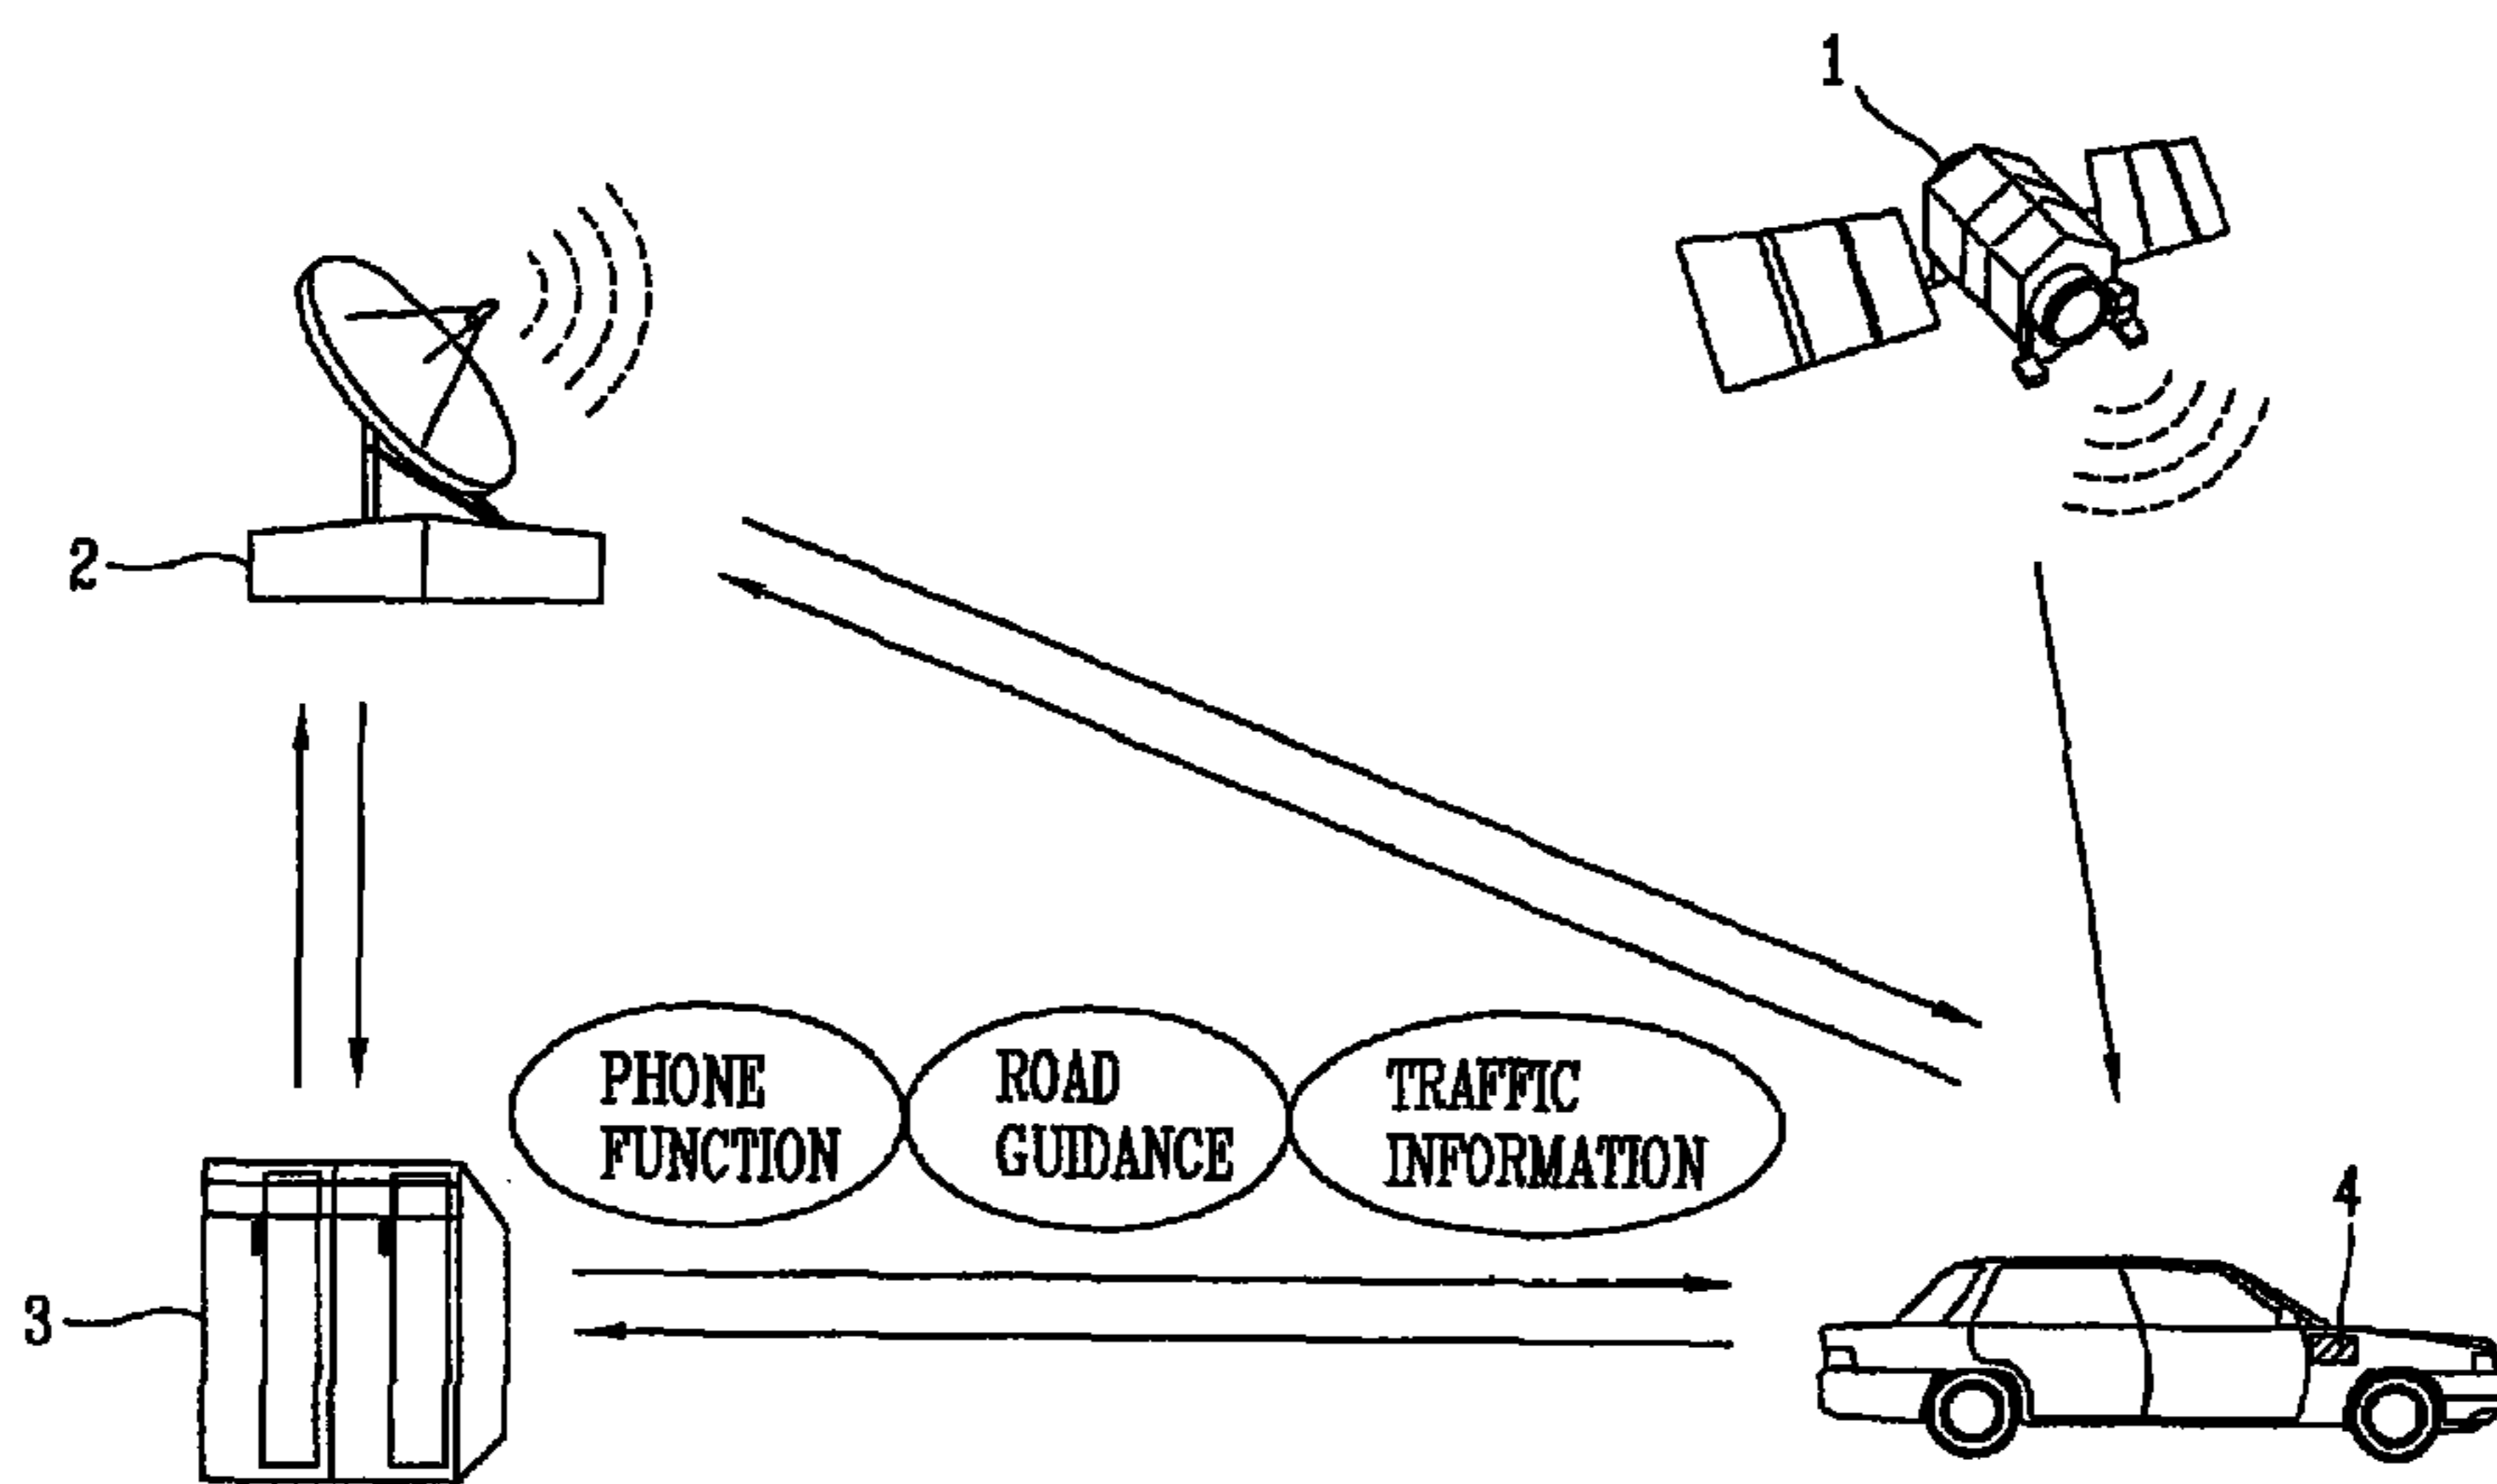 1
2
PHONE
FUNCTION
ROAD
GUIDANCE
TRAFFIC
INFORMATION
3
4